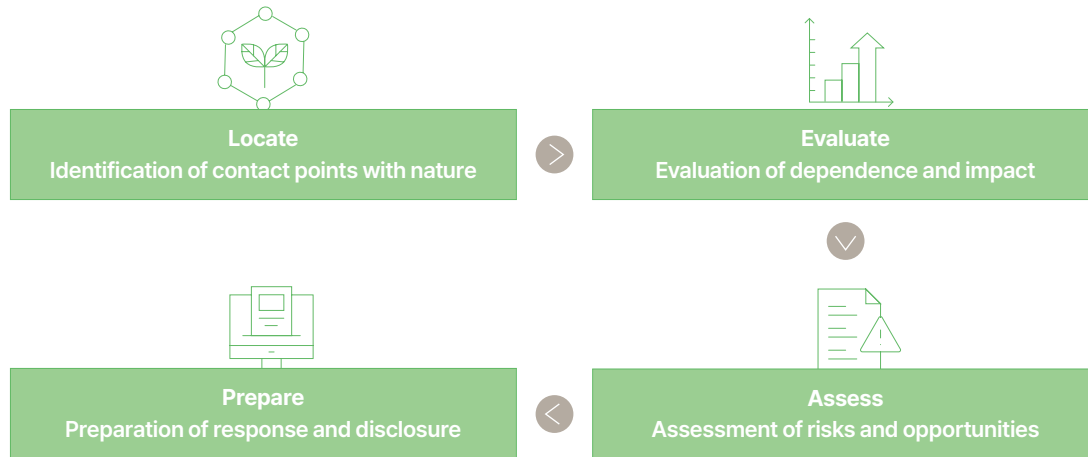 Locate
Identification of contact points with nature
Evaluate
Evaluation of dependence and impact
Prepare
Preparation of response and disclosure
Assess
Assessment of risks and opportunities